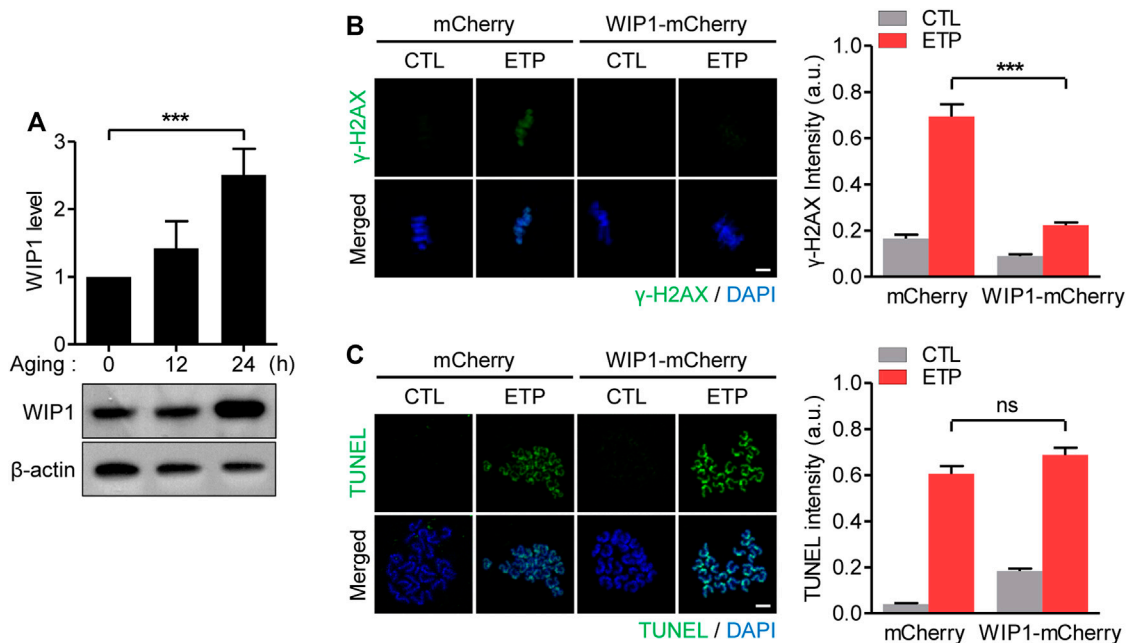 A
***
WIP1 level
3
2
1
0
Aging : 0 12 24 (h)
WIP1
β-actin
B
mCherry WIP1-mCherry
CTL ETP CTL ETP
γ-H2AX
Merged
γ-H2AX / DAPI
CTL
ETP
γ-H2AX Intensity (a.u.)
1.0
0.8
0.6
0.4
0.2
0.0
***
mCherry WIP1-mCherry
C
mCherry WIP1-mCherry
CTL ETP CTL ETP
TUNEL
Merged
TUNEL / DAPI
CTL
ETP
TUNEL intensity (a.u.)
1.0
0.8
0.6
0.4
0.2
0.0
ns
mCherry WIP1-mCherry